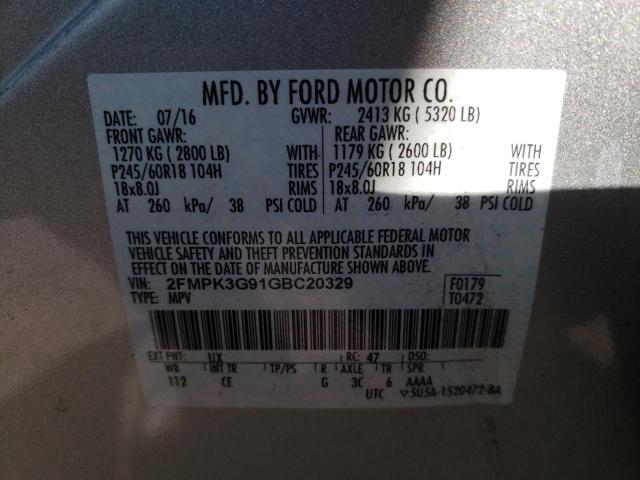 MFD. BY FORD MOTOR CO.
DATE: 07/16 GVWR: 2413 KG ( 5320 LB)
FRONT GAWR: REAR GAWR:
1270 KG ( 2800 LB) WITH 1179 KG ( 2600 LB) WITH
P245/60R18 104H TIRES P245/60R18 104H TIRES
18x8.0J RIMS 18x8.0J RIMS
AT 260 kPa/ 38 PSI COLD AT 260 kPa/ 38 PSI COLD
THIS VEHICLE CONFORMS TO ALL APPLICABLE FEDERAL MOTOR
VEHICLE SAFETY AND THEFT PREVENTION STANDARDS IN
EFFECT ON THE DATE OF MANUFACTURE SHOWN ABOVE.
VIN: 2FMPK3G91GBC20329 F0179
TYPE: MPV T0472
EXT PNT: UX RC: 47 DSO:
WB INT TR TP/PS R AXLE TR SPR
112 CE G 3C 6 AAAA
UTC ▽5U5A-1520472-BA